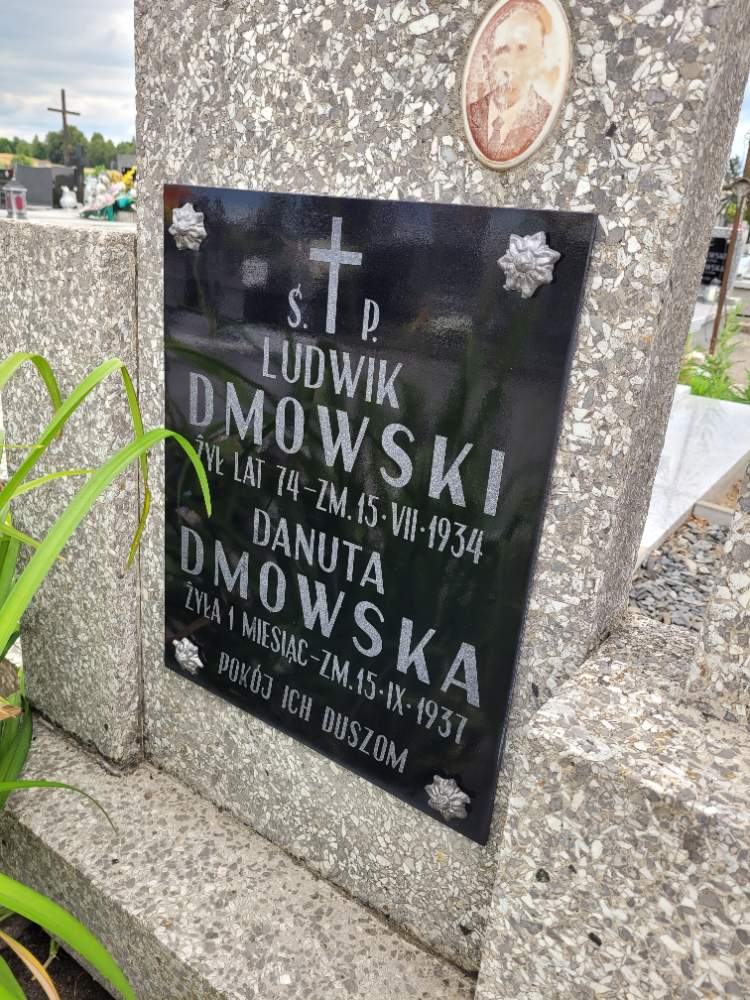 Ś. P.
LUDWIK
DMOWSKI
ŻYŁ LAT 74-ZM.15·VII·1934
DANUTA
DMOWSKA
ŻYŁA 1 MIESIĄC-ZM.15·IX·1937
POKÓJ ICH DUSZOM